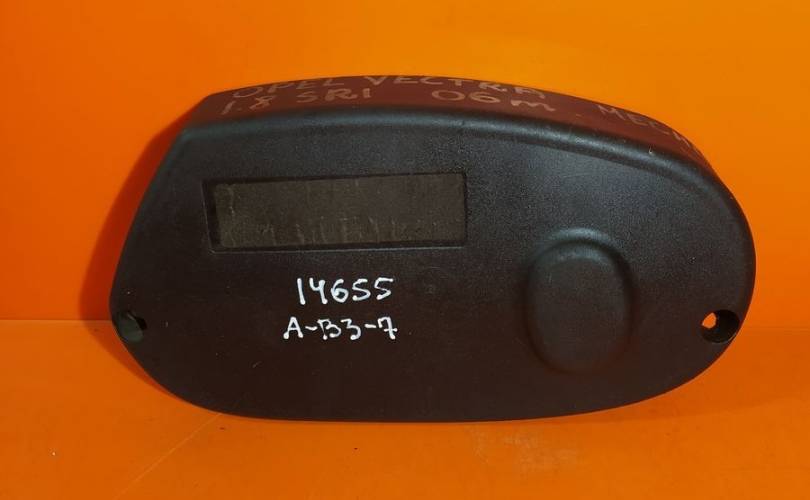 OPEL VECTRA
1.8 SRI 06m
14655
A-B3-7